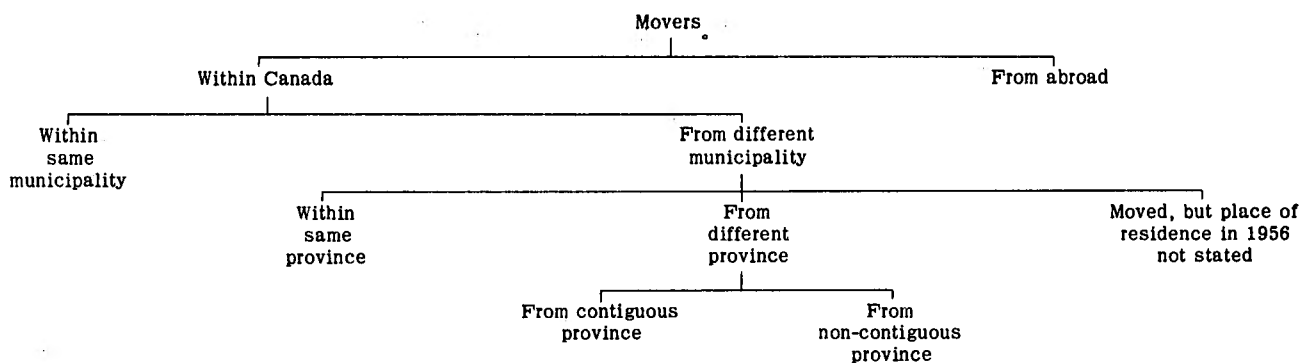 Movers
Within Canada
From abroad
Within
same
municipality
From different
municipality
Within
same
province
From
different
province
Moved, but place of
residence in 1956
not stated
From contiguous
province
From
non-contiguous
province